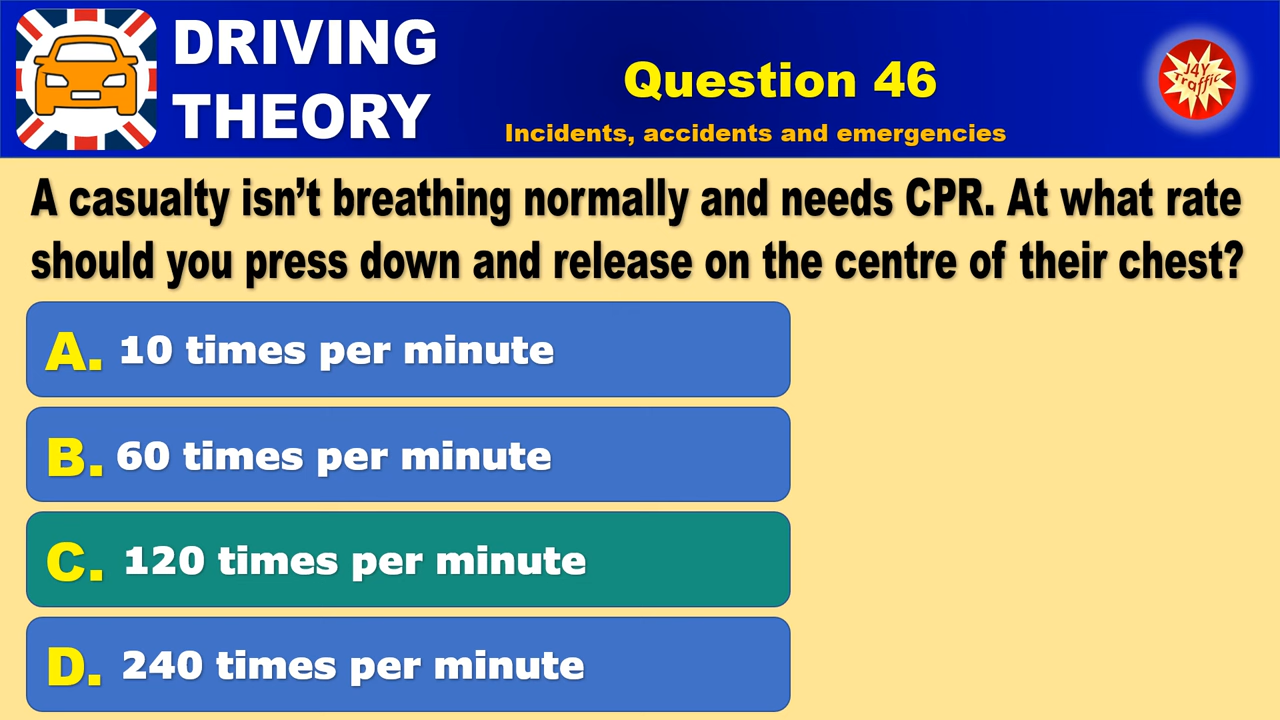 DRIVING
THEORY
Question 46
Incidents, accidents and emergencies
J4Y
Traffic
A casualty isn’t breathing normally and needs CPR. At what rate
should you press down and release on the centre of their chest?
A. 10 times per minute
B. 60 times per minute
C. 120 times per minute
D. 240 times per minute